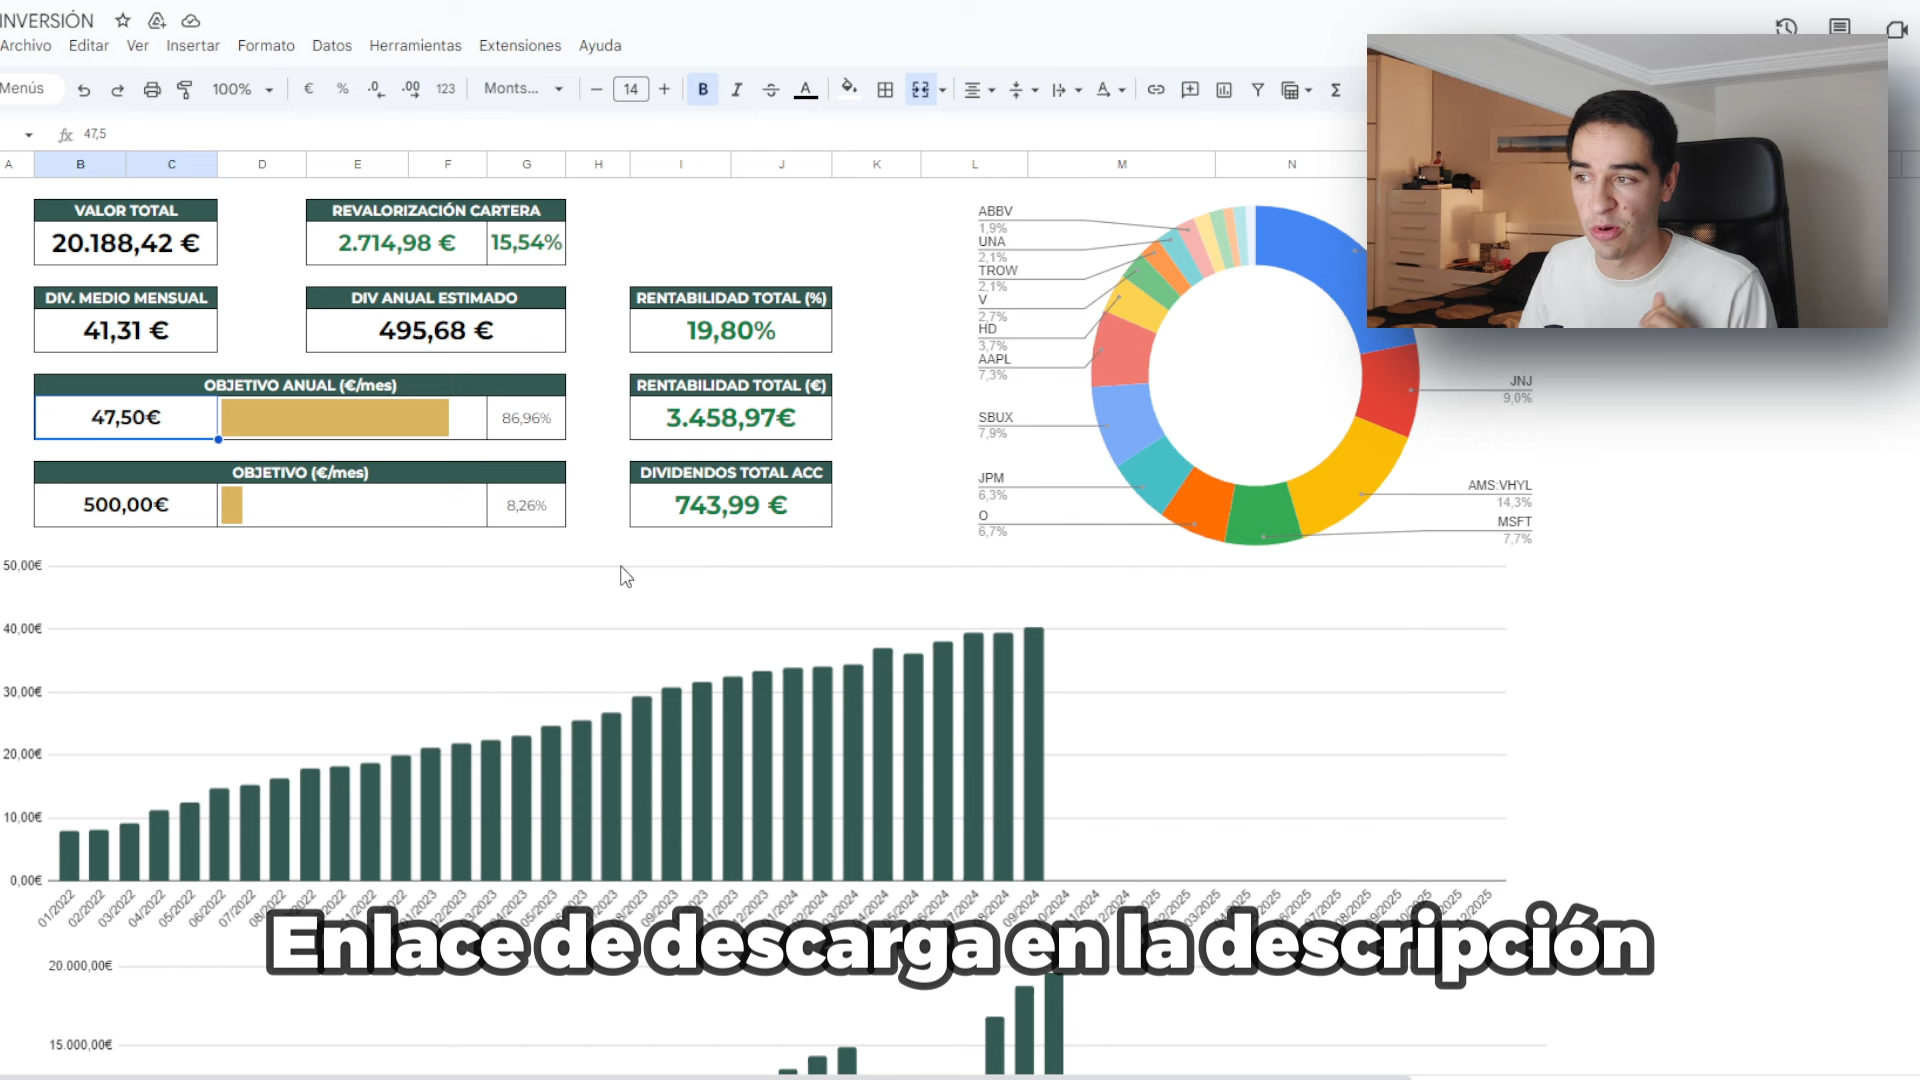 INVERSIÓN
Archivo Editar Ver Insertar Formato Datos Herramientas Extensiones Ayuda
Menús 100% € % .0 .00 123 Monts... − 14 + B I A Σ
fx 47,5
A B C D E F G H I J K L M N
VALOR TOTAL
20.188,42 €
REVALORIZACIÓN CARTERA
2.714,98 € 15,54%
DIV. MEDIO MENSUAL
41,31 €
DIV ANUAL ESTIMADO
495,68 €
RENTABILIDAD TOTAL (%)
19,80%
OBJETIVO ANUAL (€/mes)
47,50€ 86,96%
RENTABILIDAD TOTAL (€)
3.458,97€
OBJETIVO (€/mes)
500,00€ 8,26%
DIVIDENDOS TOTAL ACC
743,99 €
ABBV
1,9%
UNA
2,1%
TROW
2,1%
V
2,7%
HD
3,7%
AAPL
7,3%
SBUX
7,9%
JPM
6,3%
O
6,7%
JNJ
9,0%
AMS:VHYL
14,3%
MSFT
7,7%
50,00€
40,00€
30,00€
20,00€
10,00€
0,00€
01/2022 02/2022 03/2022 04/2022 05/2022 06/2022 07/2022
Enlace de descarga en la descripción
20.000,00€
15.000,00€